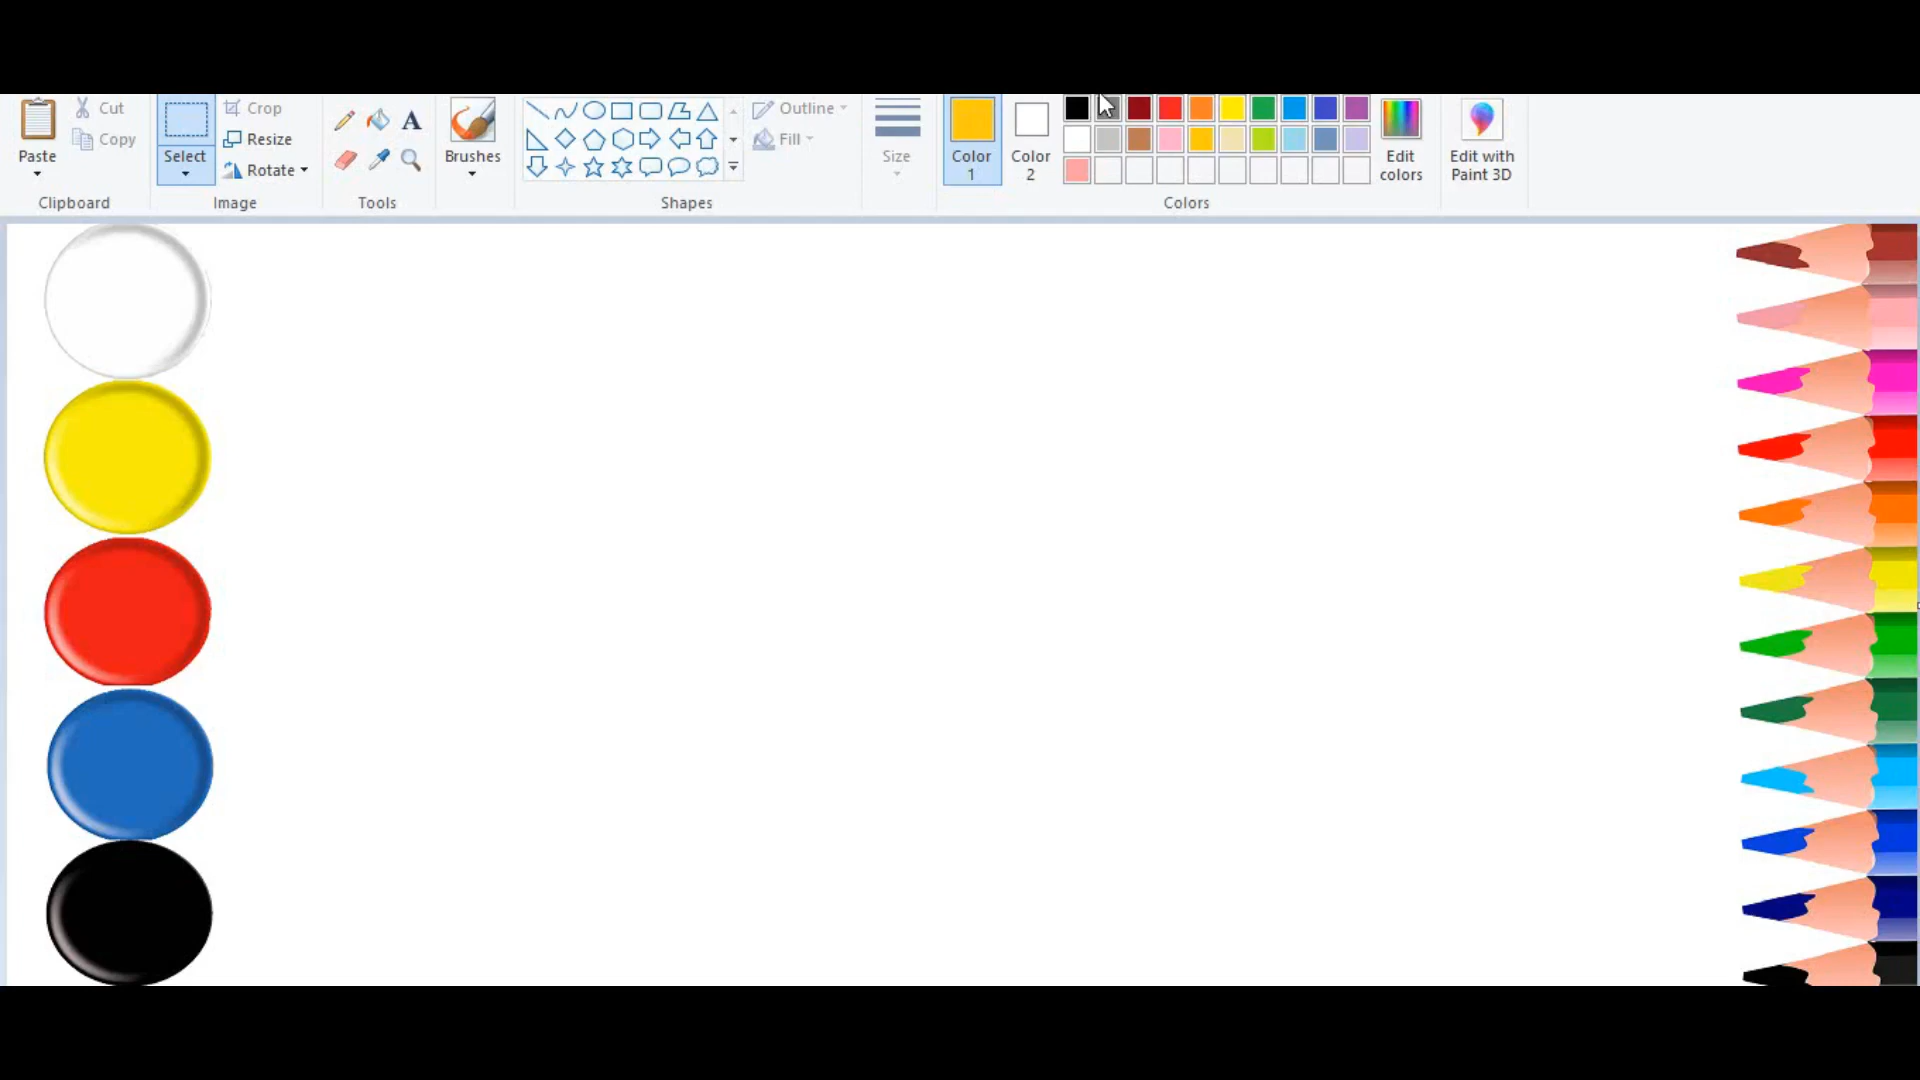 Paste
Cut
Copy
Clipboard
Select
Crop
Resize
Rotate
Image
A
Tools
Brushes
Shapes
Outline
Fill
Size
Color
1
Color
2
Colors
Edit
colors
Edit with
Paint 3D